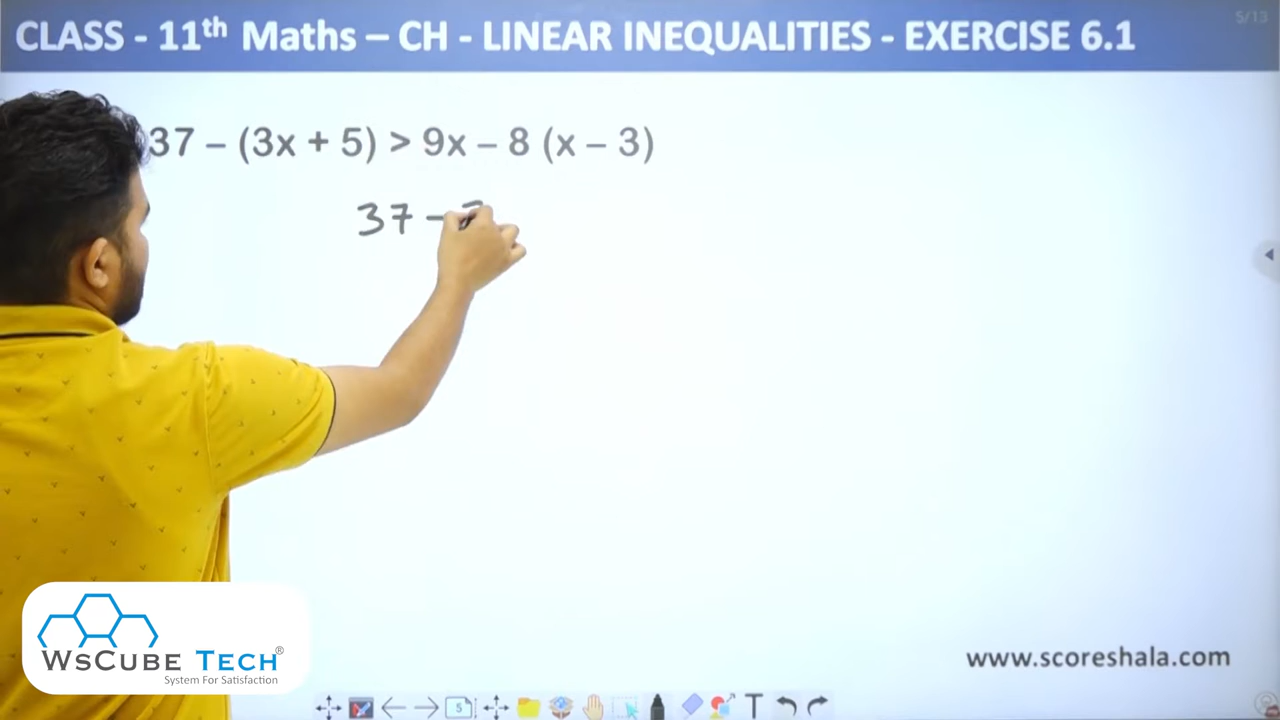 5/13
CLASS - 11th Maths – CH - LINEAR INEQUALITIES - EXERCISE 6.1
37 – (3x + 5) > 9x – 8 (x – 3)
37 –
WsCube Tech®
System For Satisfaction
www.scoreshala.com
5
T